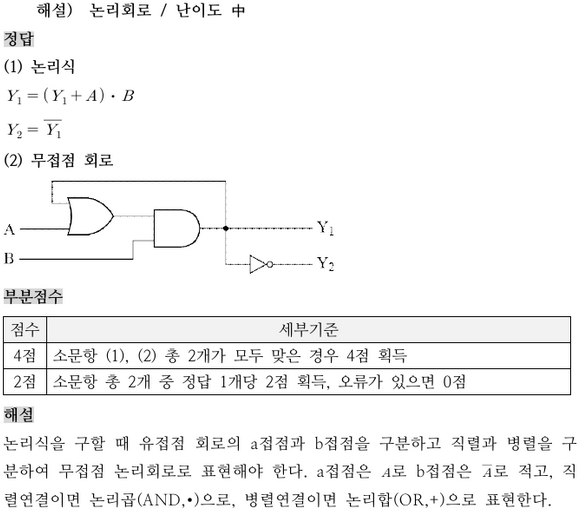 해설) 논리회로 / 난이도 中
정답
(1) 논리식
Y₁ = (Y₁ + A) • B
Y₂ = Y̅₁
(2) 무접점 회로
A
B
Y₁
Y₂
부분점수
점수 세부기준
4점 소문항 (1), (2) 총 2개가 모두 맞은 경우 4점 획득
2점 소문항 총 2개 중 정답 1개당 2점 획득, 오류가 있으면 0점
해설
논리식을 구할 때 유접점 회로의 a접점과 b접점을 구분하고 직렬과 병렬을 구
분하여 무접점 논리회로로 표현해야 한다. a접점은 A로 b접점은 A̅로 적고, 직
렬연결이면 논리곱(AND,•)으로, 병렬연결이면 논리합(OR,+)으로 표현한다.